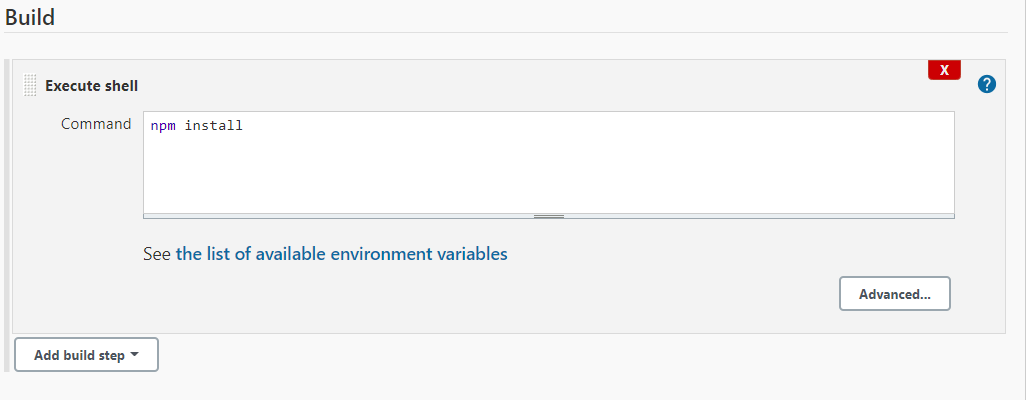 Build
X
?
Execute shell
Command
npm install
See the list of available environment variables
Advanced...
Add build step